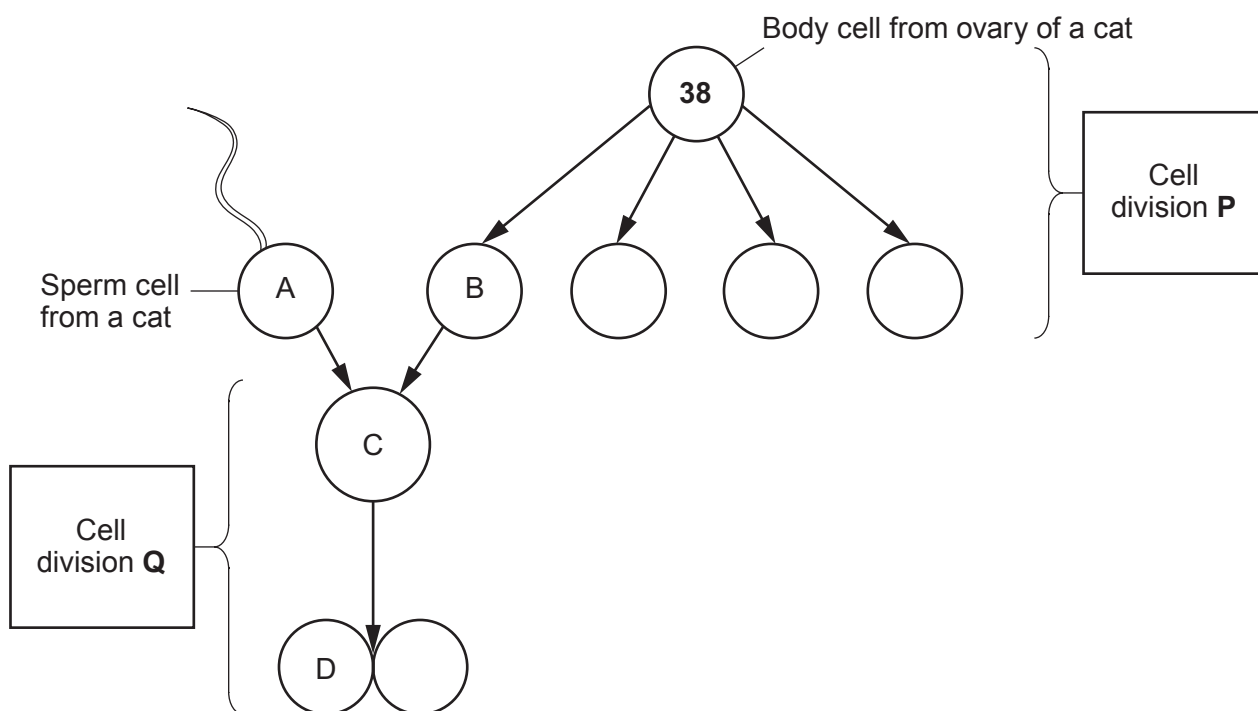 Body cell from ovary of a cat
38
Cell
division P
Sperm cell
from a cat
A
B
C
Cell
division Q
D